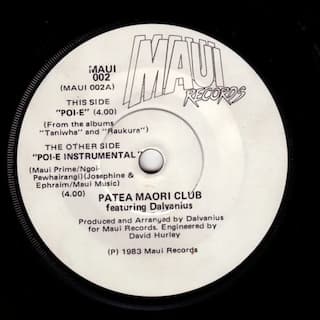 MAUI
RECORDS
MAUI
002
(MAUI 002A)
THIS SIDE
"POI-E" (4.00)
(From the albums
"Taniwha" and "Raukura")
THE OTHER SIDE
"POI-E INSTRUMENTAL"
(Maui Prime/Ngoi
Pewhairangi)(Josephine &
Ephraim/Maui Music)
(4.00)
PATEA MAORI CLUB
featuring Dalvanius
Produced and Arranged by Dalvanius
for Maui Records. Engineered by
David Hurley
(P) 1983 Maui Records